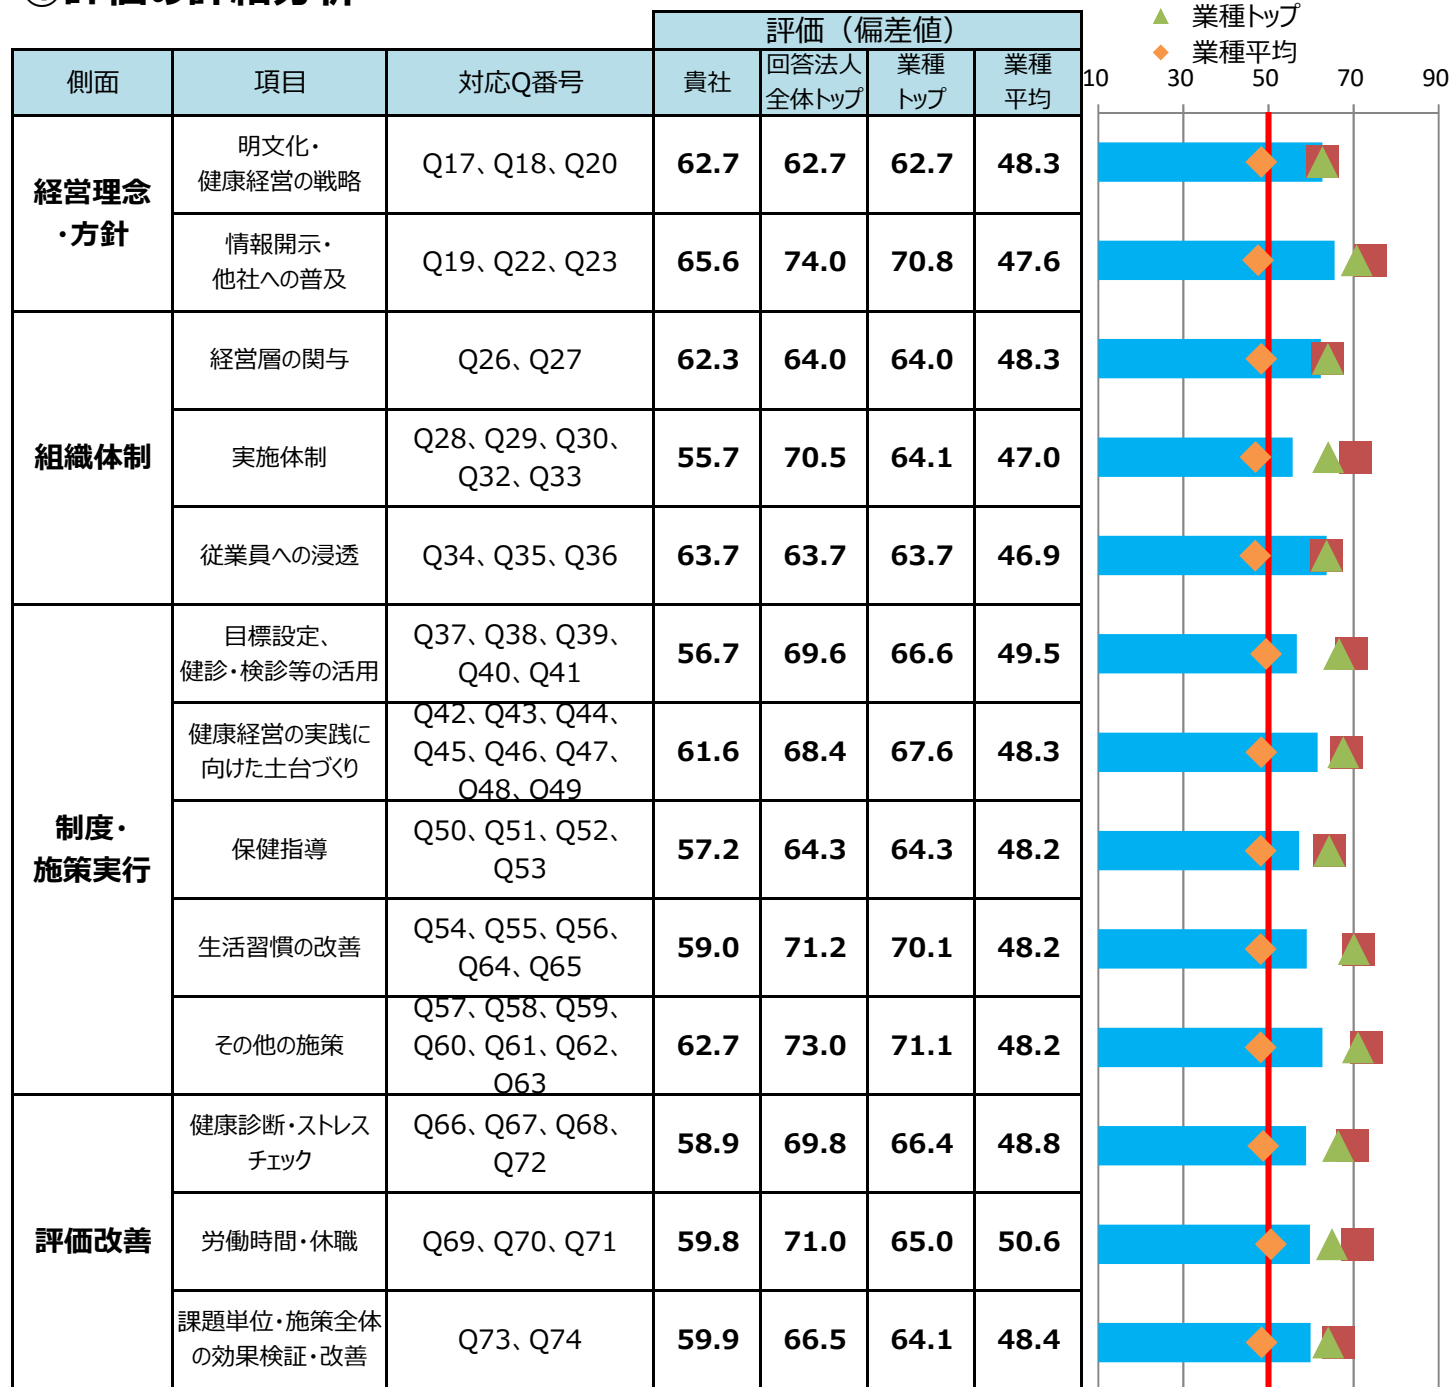 ①評価の詳細分析
▲ 業種トップ
◆ 業種平均
評価（偏差値）
側面 項目 対応Q番号 貴社 回答法人 全体トップ 業種 トップ 業種 平均
10 30 50 70 90
経営理念
・方針
明文化・
健康経営の戦略
Q17、Q18、Q20 62.7 62.7 62.7 48.3
情報開示・
他社への普及
Q19、Q22、Q23 65.6 74.0 70.8 47.6
組織体制
経営層の関与 Q26、Q27 62.3 64.0 64.0 48.3
実施体制
Q28、Q29、Q30、
Q32、Q33
55.7 70.5 64.1 47.0
従業員への浸透 Q34、Q35、Q36 63.7 63.7 63.7 46.9
制度・
施策実行
目標設定、
健診・検診等の活用
Q37、Q38、Q39、
Q40、Q41
56.7 69.6 66.6 49.5
健康経営の実践に
向けた土台づくり
Q42、Q43、Q44、
Q45、Q46、Q47、
Q48、Q49
61.6 68.4 67.6 48.3
保健指導
Q50、Q51、Q52、
Q53
57.2 64.3 64.3 48.2
生活習慣の改善
Q54、Q55、Q56、
Q64、Q65
59.0 71.2 70.1 48.2
その他の施策
Q57、Q58、Q59、
Q60、Q61、Q62、
Q63
62.7 73.0 71.1 48.2
評価改善
健康診断・ストレス
チェック
Q66、Q67、Q68、
Q72
58.9 69.8 66.4 48.8
労働時間・休職 Q69、Q70、Q71 59.8 71.0 65.0 50.6
課題単位・施策全体
の効果検証・改善
Q73、Q74 59.9 66.5 64.1 48.4